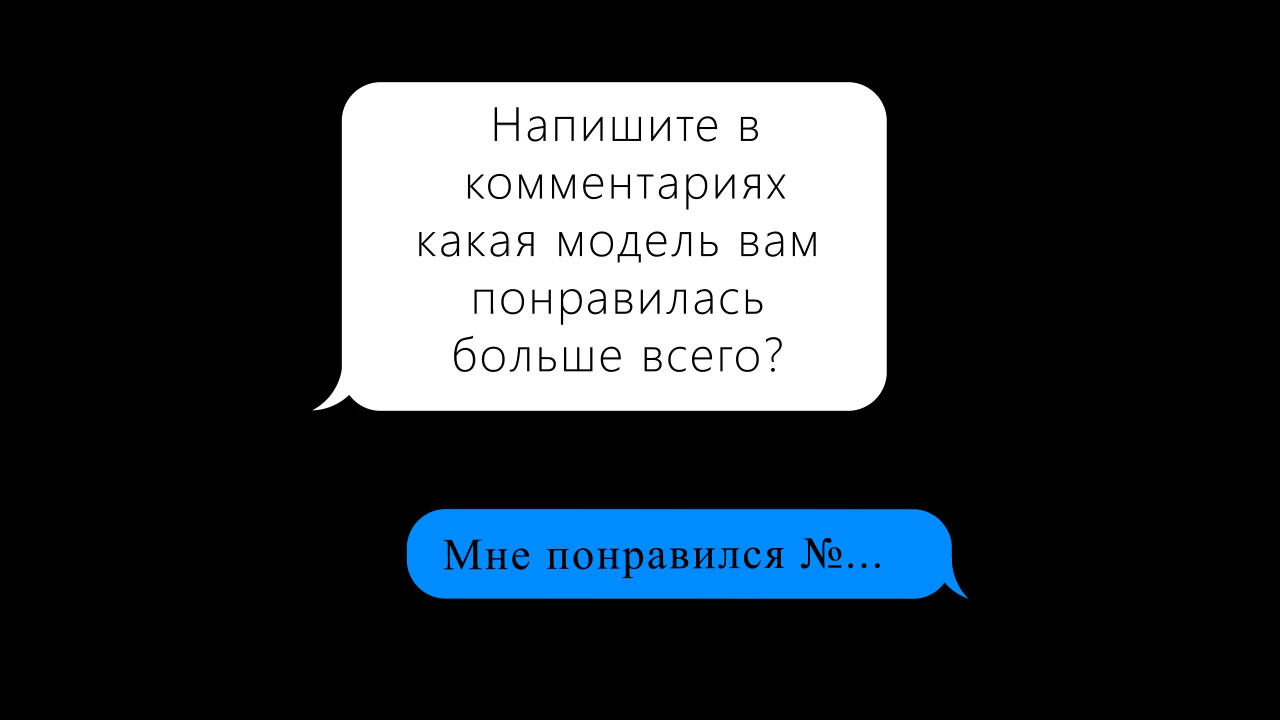 Напишите в
комментариях
какая модель вам
понравилась
больше всего?
Мне понравился №...